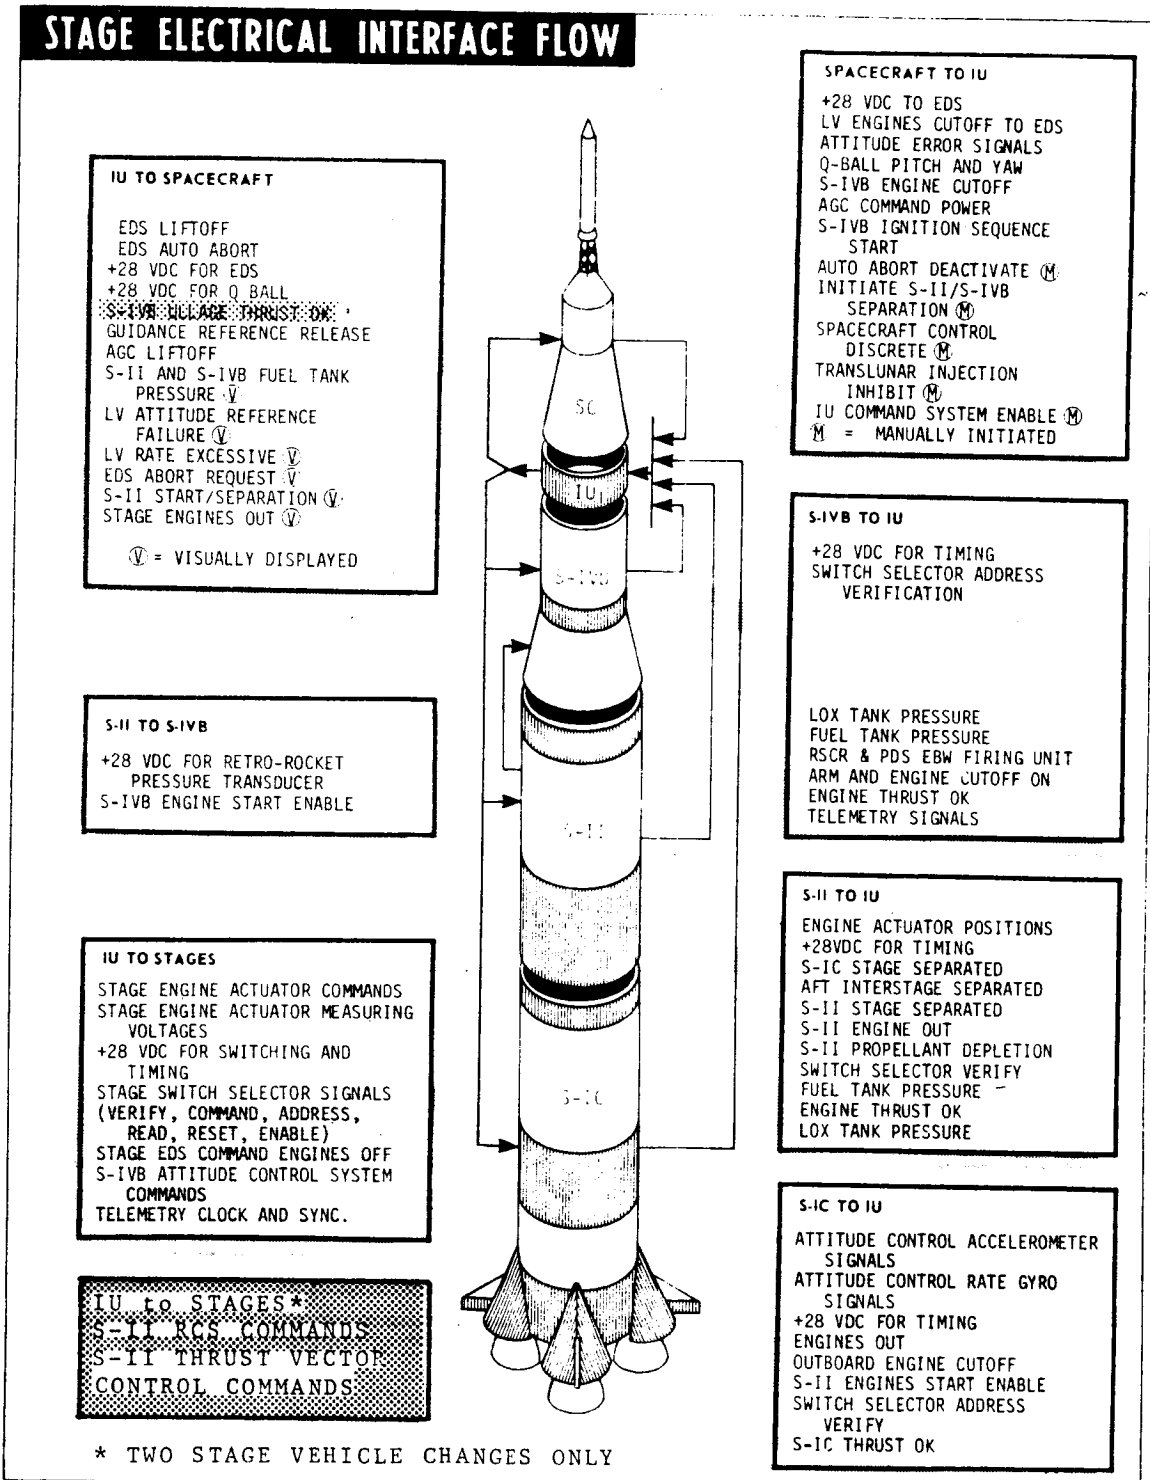 STAGE ELECTRICAL INTERFACE FLOW
IU TO SPACECRAFT
EDS LIFTOFF
EDS AUTO ABORT
+28 VDC FOR EDS
+28 VDC FOR Q BALL
S-IVB ULLAGE THRUST OK
GUIDANCE REFERENCE RELEASE
AGC LIFTOFF
S-II AND S-IVB FUEL TANK
PRESSURE Ⓥ
LV ATTITUDE REFERENCE
FAILURE Ⓥ
LV RATE EXCESSIVE Ⓥ
EDS ABORT REQUEST Ⓥ
S-II START/SEPARATION Ⓥ
STAGE ENGINES OUT Ⓥ
Ⓥ = VISUALLY DISPLAYED
S-II TO S-IVB
+28 VDC FOR RETRO-ROCKET
PRESSURE TRANSDUCER
S-IVB ENGINE START ENABLE
IU TO STAGES
STAGE ENGINE ACTUATOR COMMANDS
STAGE ENGINE ACTUATOR MEASURING
VOLTAGES
+28 VDC FOR SWITCHING AND
TIMING
STAGE SWITCH SELECTOR SIGNALS
(VERIFY, COMMAND, ADDRESS,
READ, RESET, ENABLE)
STAGE EDS COMMAND ENGINES OFF
S-IVB ATTITUDE CONTROL SYSTEM
COMMANDS
TELEMETRY CLOCK AND SYNC.
IU to STAGES*
S-II RCS COMMANDS
S-II THRUST VECTOR
CONTROL COMMANDS
* TWO STAGE VEHICLE CHANGES ONLY
SC
IU
S-IVB
S-II
S-IC
SPACECRAFT TO IU
+28 VDC TO EDS
LV ENGINES CUTOFF TO EDS
ATTITUDE ERROR SIGNALS
Q-BALL PITCH AND YAW
S-IVB ENGINE CUTOFF
AGC COMMAND POWER
S-IVB IGNITION SEQUENCE
START
AUTO ABORT DEACTIVATE Ⓜ
INITIATE S-II/S-IVB
SEPARATION Ⓜ
SPACECRAFT CONTROL
DISCRETE Ⓜ
TRANSLUNAR INJECTION
INHIBIT Ⓜ
IU COMMAND SYSTEM ENABLE Ⓜ
Ⓜ = MANUALLY INITIATED
S-IVB TO IU
+28 VDC FOR TIMING
SWITCH SELECTOR ADDRESS
VERIFICATION
LOX TANK PRESSURE
FUEL TANK PRESSURE
RSCR & PDS EBW FIRING UNIT
ARM AND ENGINE CUTOFF ON
ENGINE THRUST OK
TELEMETRY SIGNALS
S-II TO IU
ENGINE ACTUATOR POSITIONS
+28VDC FOR TIMING
S-IC STAGE SEPARATED
AFT INTERSTAGE SEPARATED
S-II STAGE SEPARATED
S-II ENGINE OUT
S-II PROPELLANT DEPLETION
SWITCH SELECTOR VERIFY
FUEL TANK PRESSURE
ENGINE THRUST OK
LOX TANK PRESSURE
S-IC TO IU
ATTITUDE CONTROL ACCELEROMETER
SIGNALS
ATTITUDE CONTROL RATE GYRO
SIGNALS
+28 VDC FOR TIMING
ENGINES OUT
OUTBOARD ENGINE CUTOFF
S-II ENGINES START ENABLE
SWITCH SELECTOR ADDRESS
VERIFY
S-IC THRUST OK